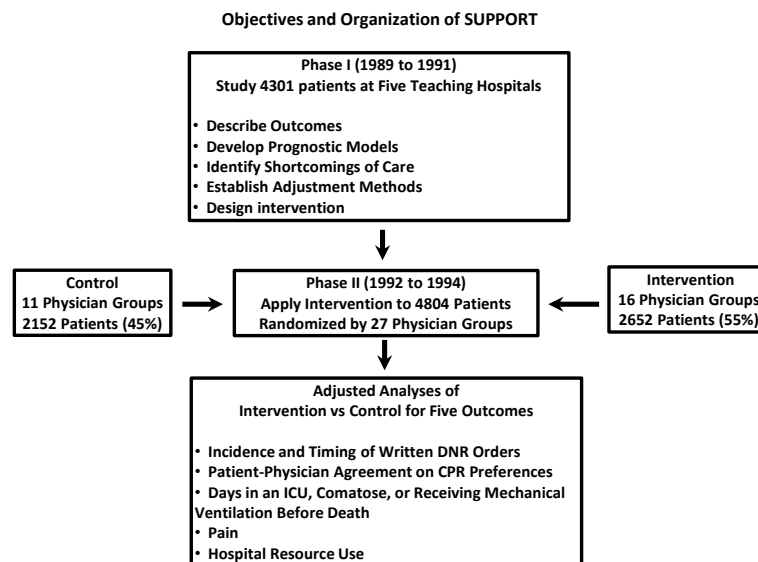 Objectives and Organization of SUPPORT
Phase I (1989 to 1991)
Study 4301 patients at Five Teaching Hospitals
• Describe Outcomes
• Develop Prognostic Models
• Identify Shortcomings of Care
• Establish Adjustment Methods
• Design intervention
Control
11 Physician Groups
2152 Patients (45%)
Phase II (1992 to 1994)
Apply Intervention to 4804 Patients
Randomized by 27 Physician Groups
Intervention
16 Physician Groups
2652 Patients (55%)
Adjusted Analyses of
Intervention vs Control for Five Outcomes
• Incidence and Timing of Written DNR Orders
• Patient-Physician Agreement on CPR Preferences
• Days in an ICU, Comatose, or Receiving Mechanical
Ventilation Before Death
• Pain
• Hospital Resource Use